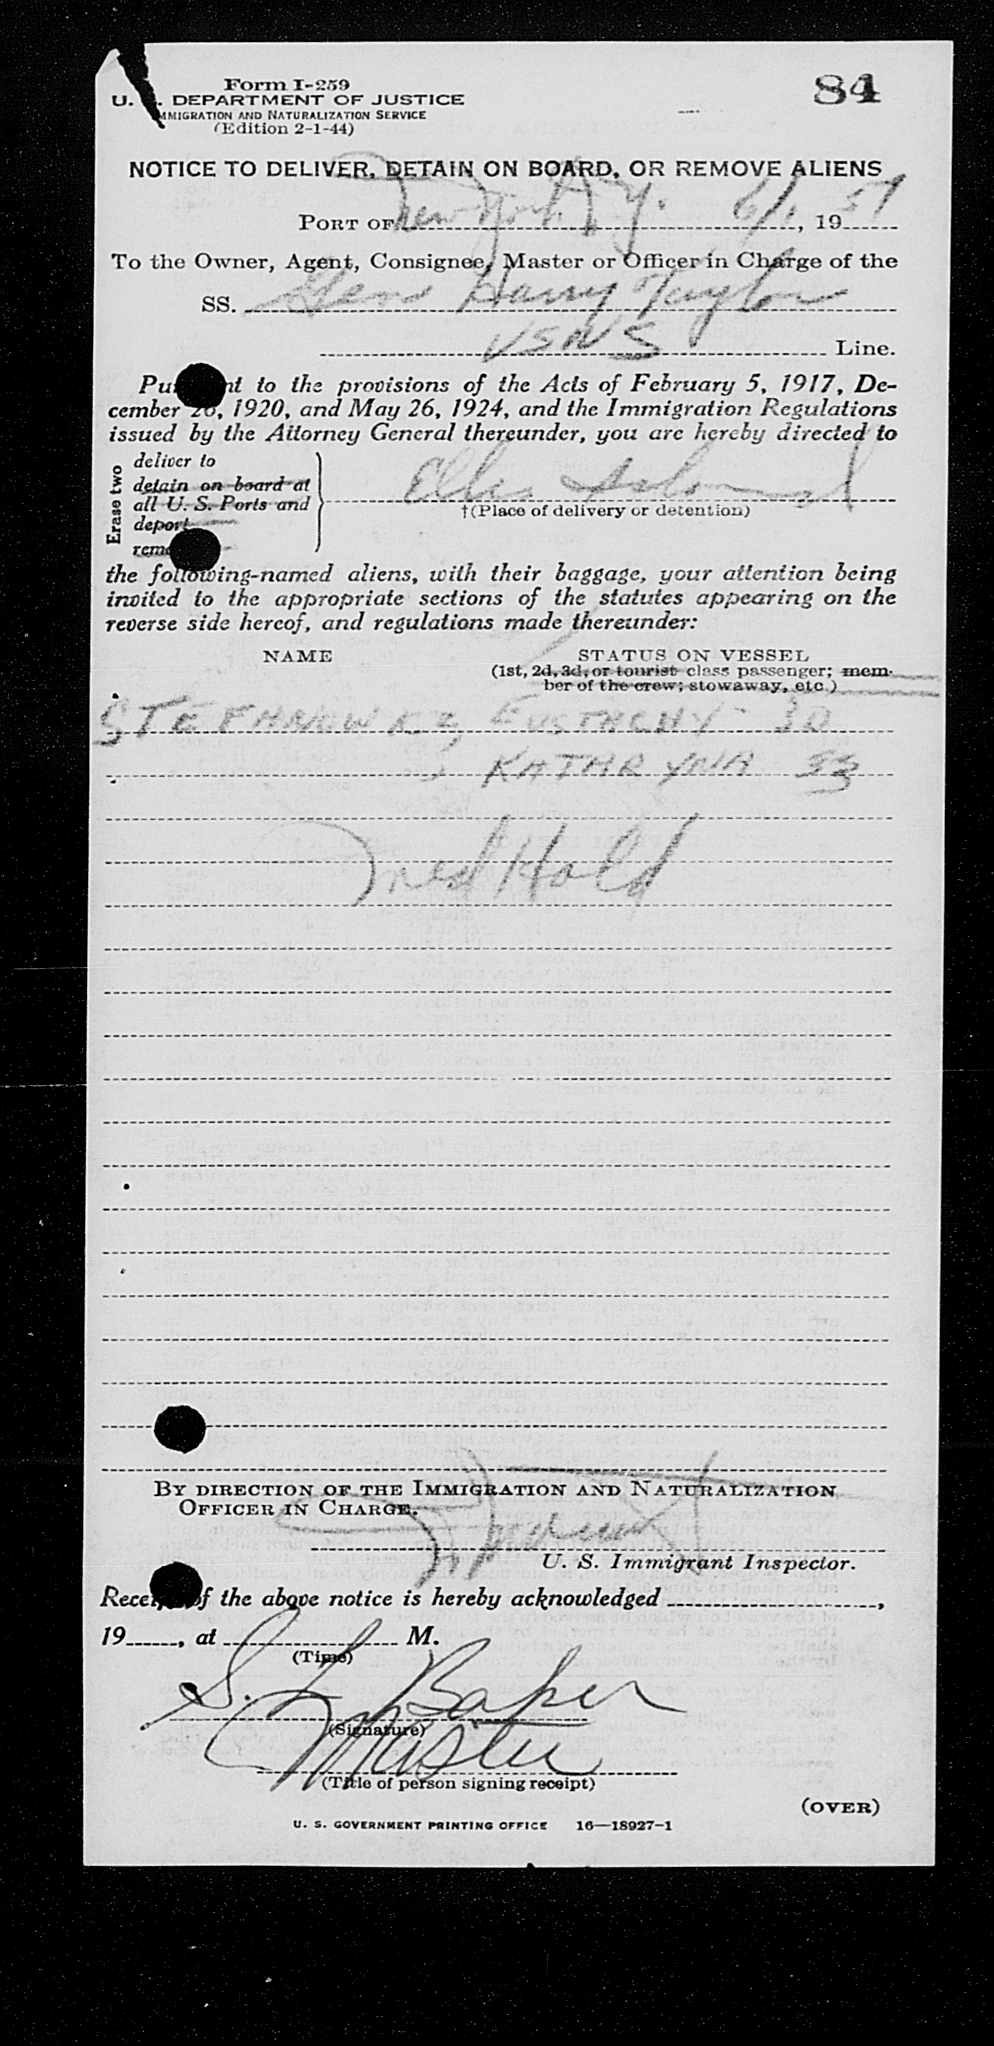 84
Form I-259
U. S. DEPARTMENT OF JUSTICE
IMMIGRATION AND NATURALIZATION SERVICE
(Edition 2-1-44)
NOTICE TO DELIVER, DETAIN ON BOARD, OR REMOVE ALIENS
PORT OF New York, N.Y. 6/1, 19 51
To the Owner, Agent, Consignee, Master or Officer in Charge of the
SS. Gen. Harry Taylor
USNS Line.
Pursuant to the provisions of the Acts of February 5, 1917, De-
cember 26, 1920, and May 26, 1924, and the Immigration Regulations
issued by the Attorney General thereunder, you are hereby directed to
Erase two
deliver to
detain on board at
all U. S. Ports and
deport
remove
Ellis Island
†(Place of delivery or detention)
the following-named aliens, with their baggage, your attention being
invited to the appropriate sections of the statutes appearing on the
reverse side hereof, and regulations made thereunder:
NAME STATUS ON VESSEL
(1st, 2d, 3d, or tourist class passenger; mem-
ber of the crew; stowaway, etc.)
EUSTACHY
KATARYNA 33
Med Hold
BY DIRECTION OF THE IMMIGRATION AND NATURALIZATION
OFFICER IN CHARGE.
U. S. Immigrant Inspector.
Receipt of the above notice is hereby acknowledged ,
19 , at M.
(Time)
S. L. Baker
(Signature)
Master
(Title of person signing receipt)
(OVER)
U. S. GOVERNMENT PRINTING OFFICE 16—18927-1